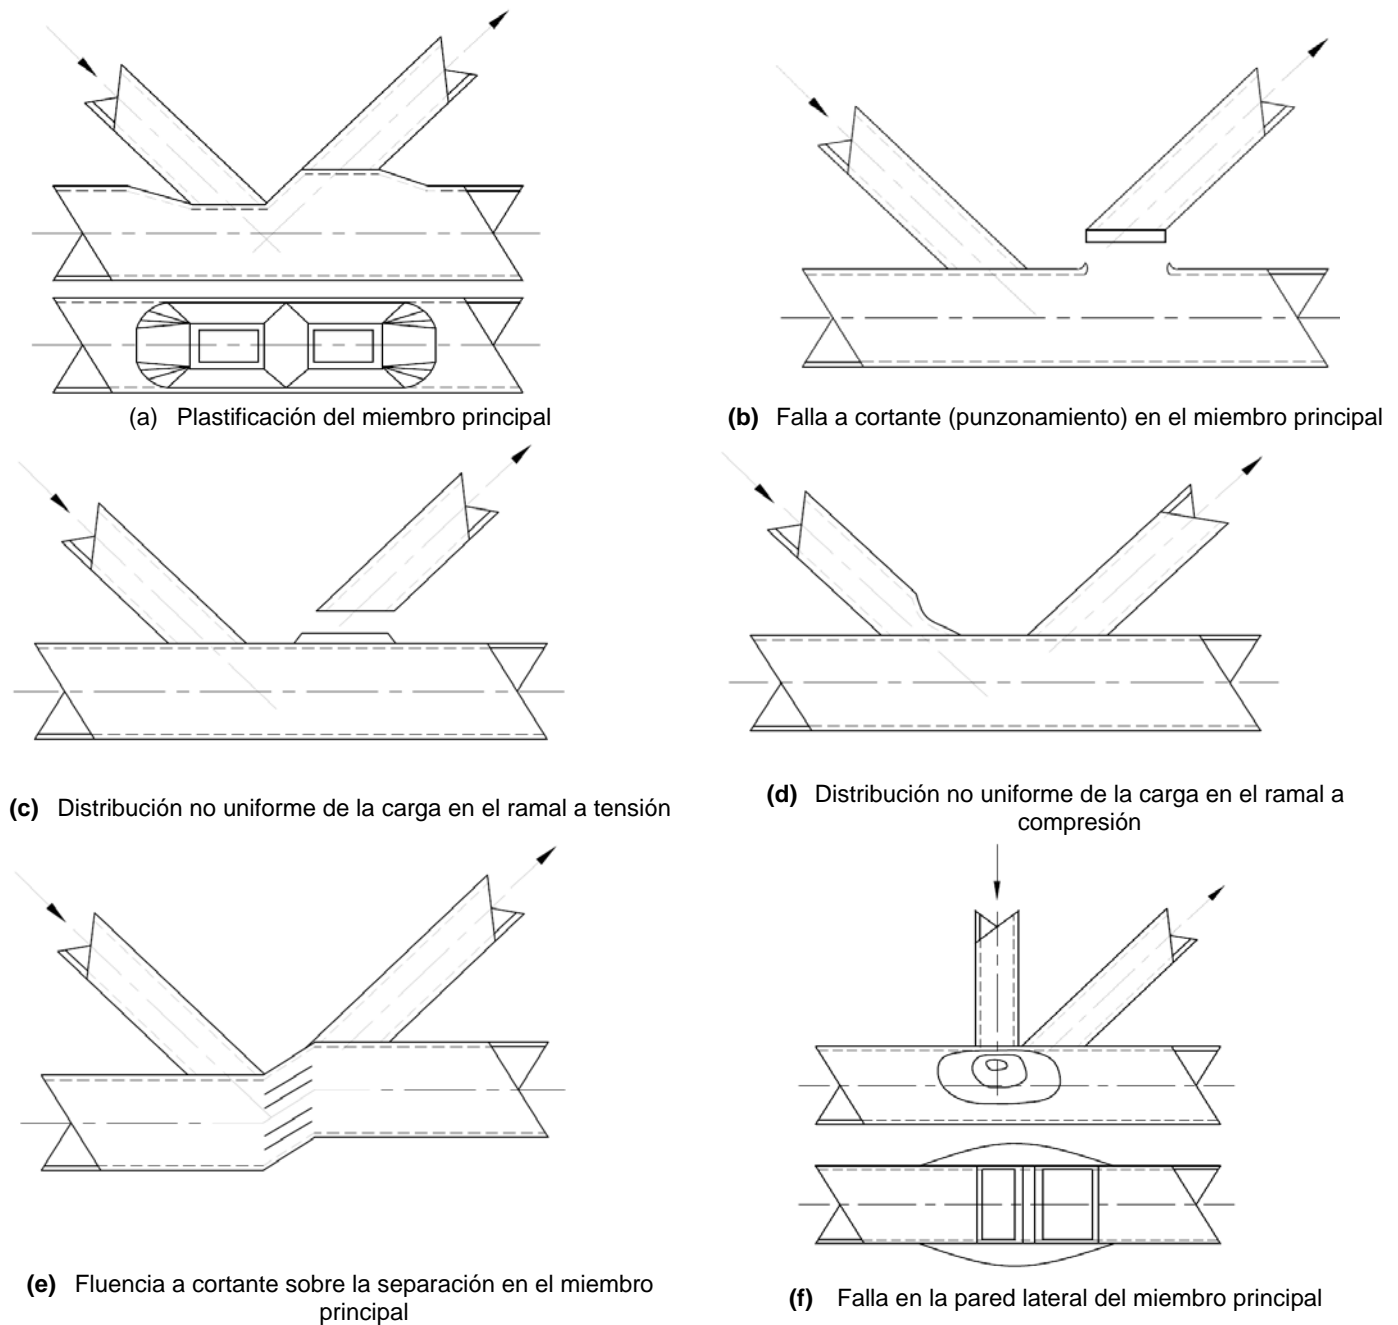 (a) Plastificación del miembro principal
(b) Falla a cortante (punzonamiento) en el miembro principal
(c) Distribución no uniforme de la carga en el ramal a tensión
(d) Distribución no uniforme de la carga en el ramal a
compresión
(e) Fluencia a cortante sobre la separación en el miembro
principal
(f) Falla en la pared lateral del miembro principal